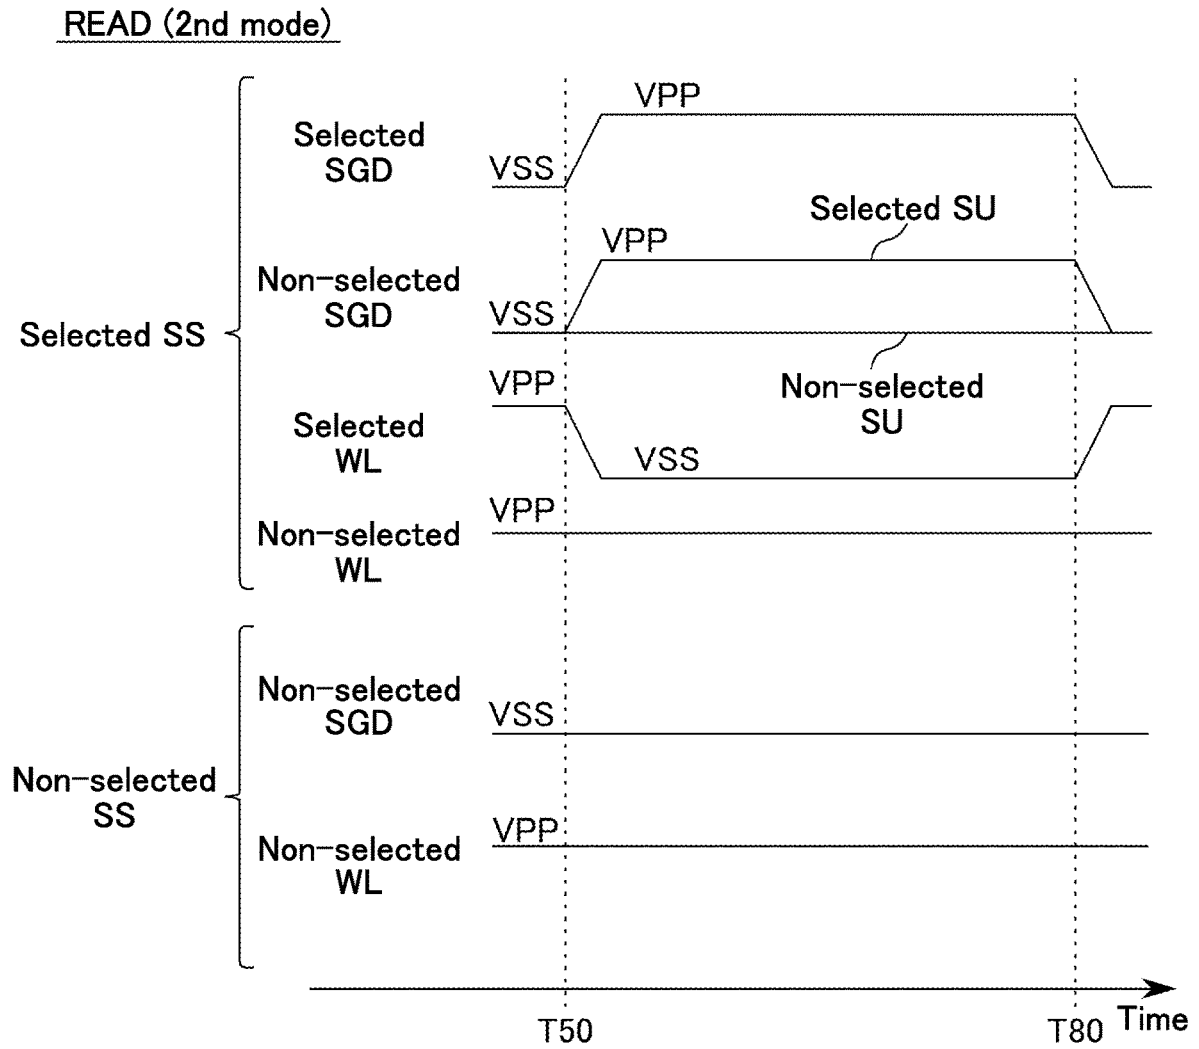 READ (2nd mode)
VPP
Selected
SGD
VSS
Selected SU
VPP
Non-selected
SGD
VSS
Selected SS
VPP
Non-selected
SU
Selected
WL
VSS
VPP
Non-selected
WL
Non-selected
SGD
VSS
Non-selected
SS
VPP
Non-selected
WL
T50
T80
Time